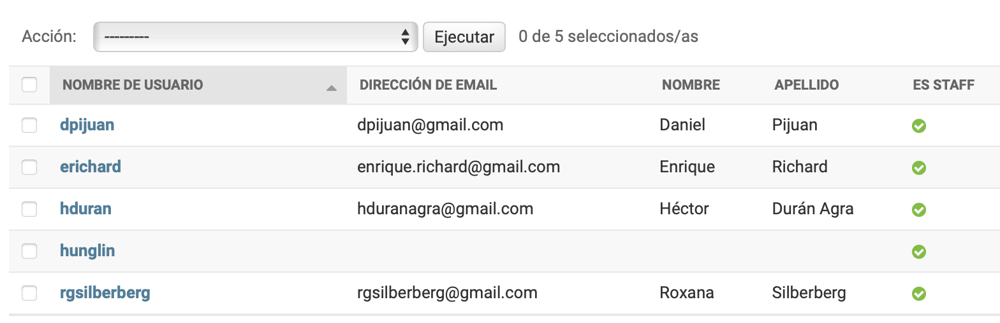 Acción: --------- Ejecutar 0 de 5 seleccionados/as
NOMBRE DE USUARIO DIRECCIÓN DE EMAIL NOMBRE APELLIDO ES STAFF
dpijuan dpijuan@gmail.com Daniel Pijuan
erichard enrique.richard@gmail.com Enrique Richard
hduran hduranagra@gmail.com Héctor Durán Agra
hunglin
rgsilberberg rgsilberberg@gmail.com Roxana Silberberg